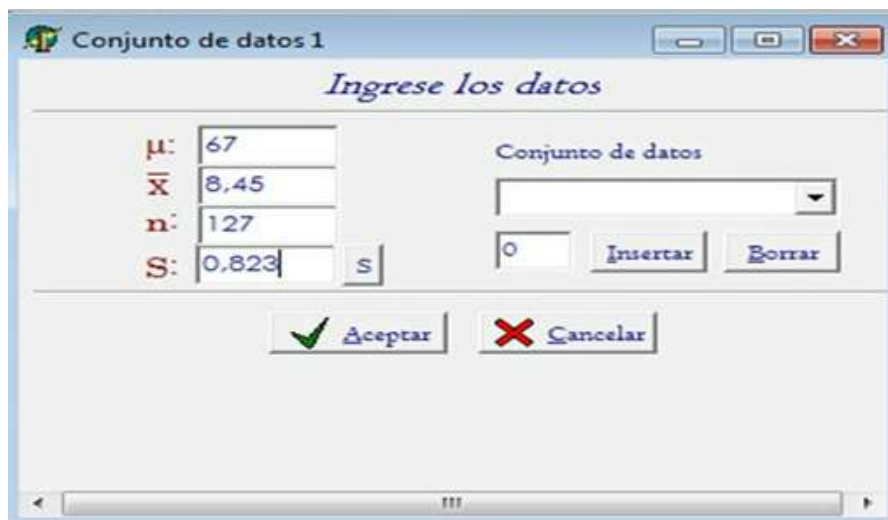 Conjunto de datos 1
Ingrese los datos
μ: 67
x̅ 8,45
n: 127
S: 0,823 S
Conjunto de datos
0 Insertar Borrar
Aceptar Cancelar